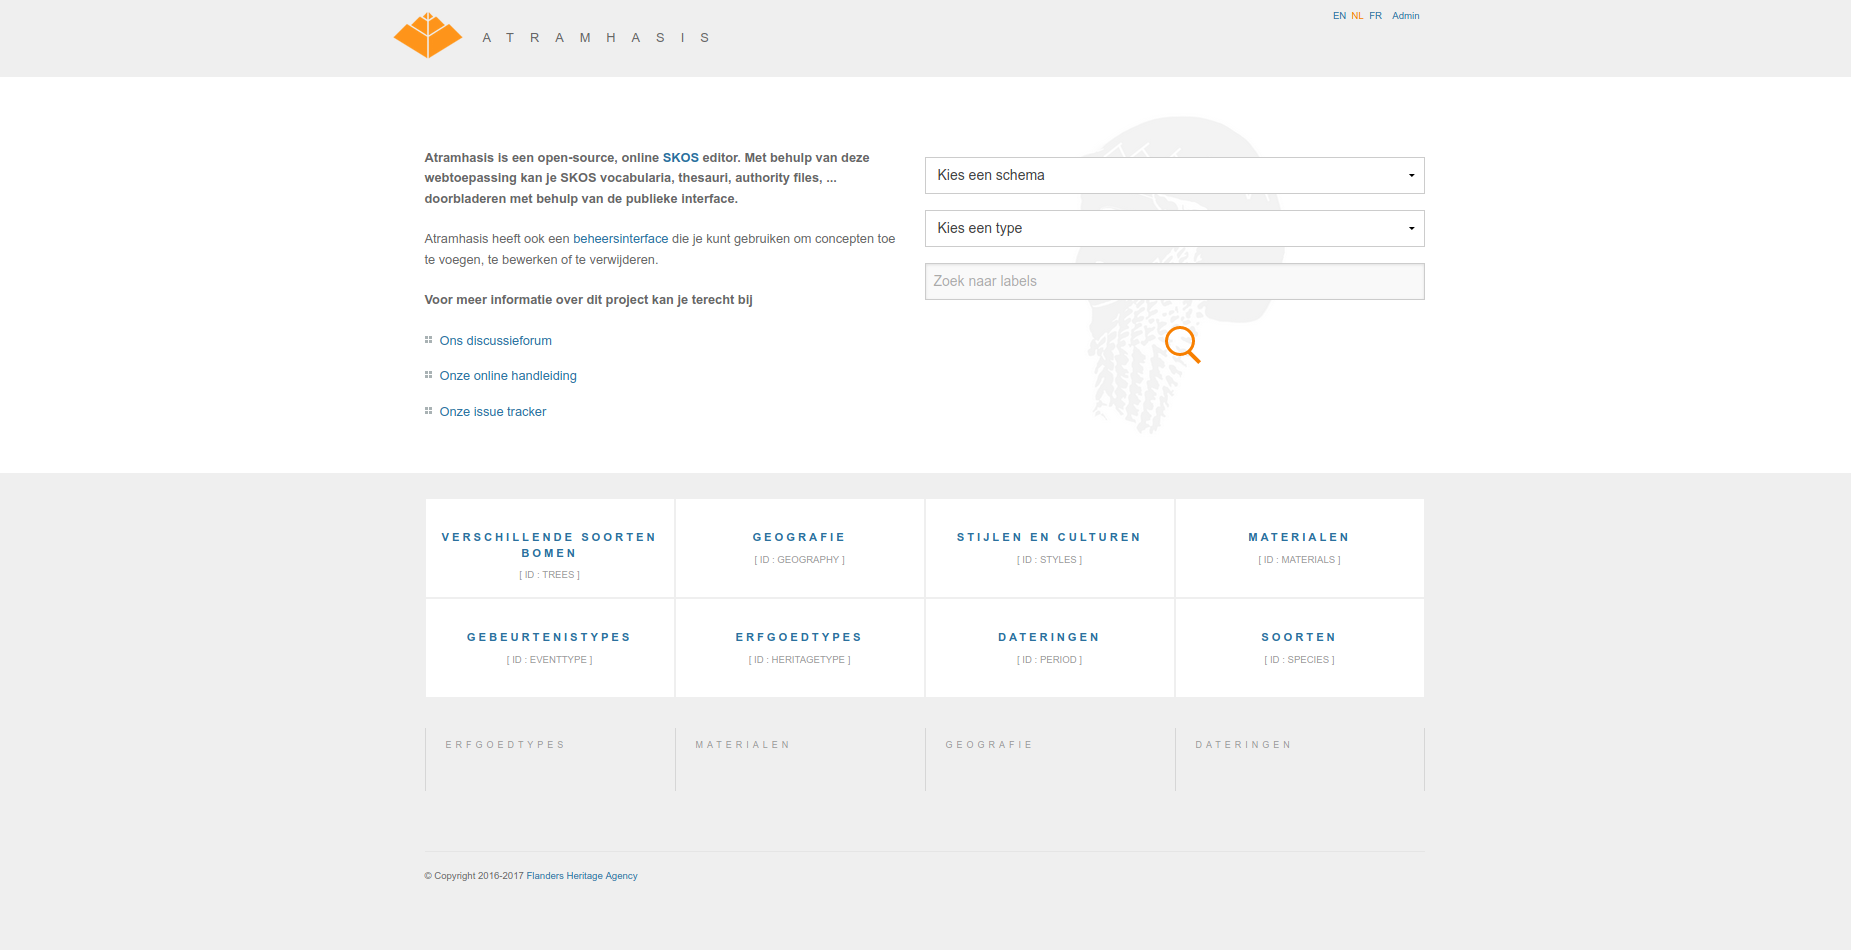 A T R A M H A S I S
EN NL FR Admin
Atramhasis is een open-source, online SKOS editor. Met behulp van deze
webtoepassing kan je SKOS vocabularia, thesauri, authority files, ...
doorbladeren met behulp van de publieke interface.
Atramhasis heeft ook een beheersinterface die je kunt gebruiken om concepten toe
te voegen, te bewerken of te verwijderen.
Voor meer informatie over dit project kan je terecht bij
Ons discussieforum
Onze online handleiding
Onze issue tracker
Kies een schema
Kies een type
Zoek naar labels
VERSCHILLENDE SOORTEN
BOMEN
[ ID : TREES ]
GEOGRAFIE
[ ID : GEOGRAPHY ]
STIJLEN EN CULTUREN
[ ID : STYLES ]
MATERIALEN
[ ID : MATERIALS ]
GEBEURTENISTYPES
[ ID : EVENTTYPE ]
ERFGOEDTYPES
[ ID : HERITAGETYPE ]
DATERINGEN
[ ID : PERIOD ]
SOORTEN
[ ID : SPECIES ]
ERFGOEDTYPES
MATERIALEN
GEOGRAFIE
DATERINGEN
© Copyright 2016-2017 Flanders Heritage Agency